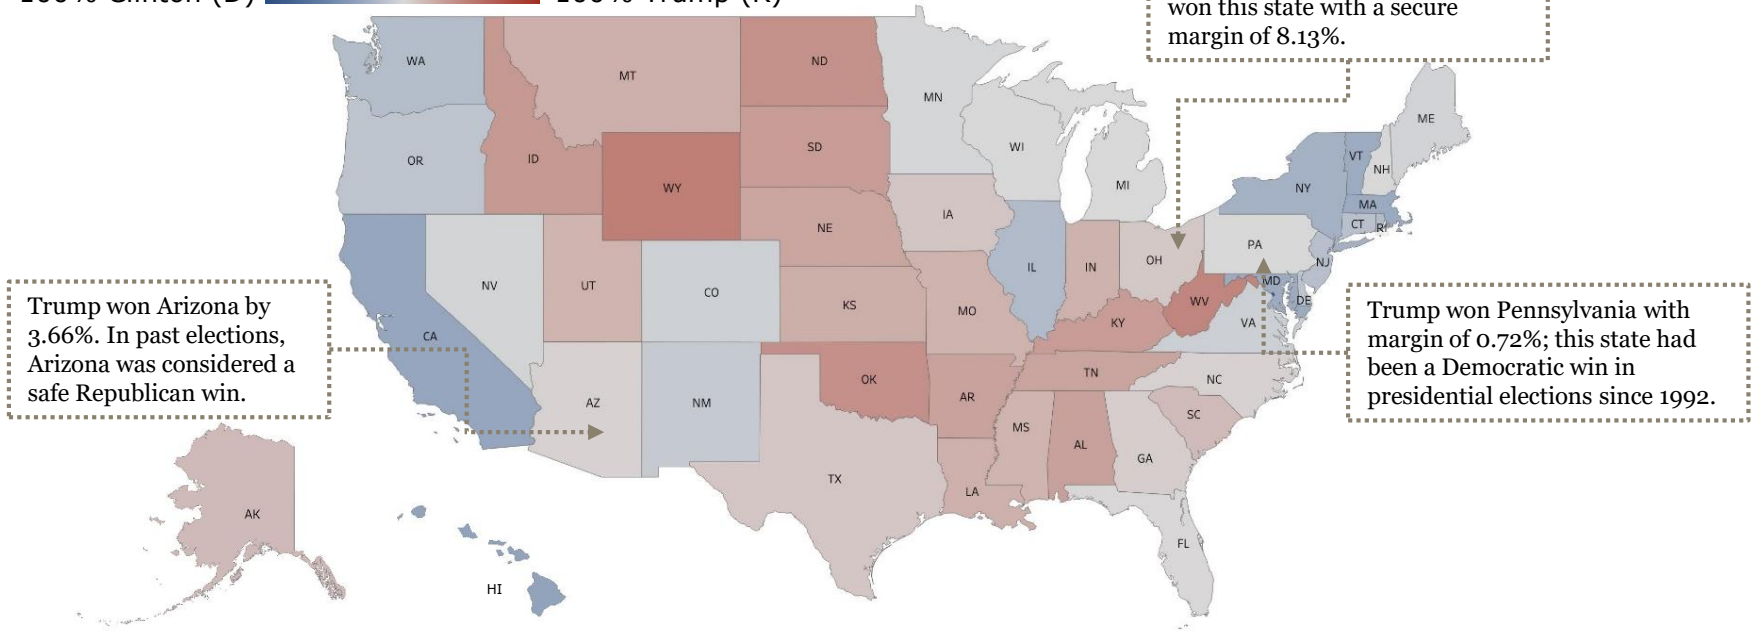 100% Clinton (D) 100% Trump (R)
won this state with a secure
margin of 8.13%.
WA
MT
ND
MN
ME
OR
ID
SD
WI
VT
NH
WY
MI
NY
MA
IA
CT
RI
NE
PA
OH
NJ
IL
IN
NV
UT
CO
MD
DE
KS
MO
WV
VA
KY
CA
Trump won Arizona by
3.66%. In past elections,
Arizona was considered a
safe Republican win.
Trump won Pennsylvania with
margin of 0.72%; this state had
been a Democratic win in
presidential elections since 1992.
OK
TN
NC
AZ
NM
AR
SC
MS
AL
GA
TX
LA
AK
FL
HI